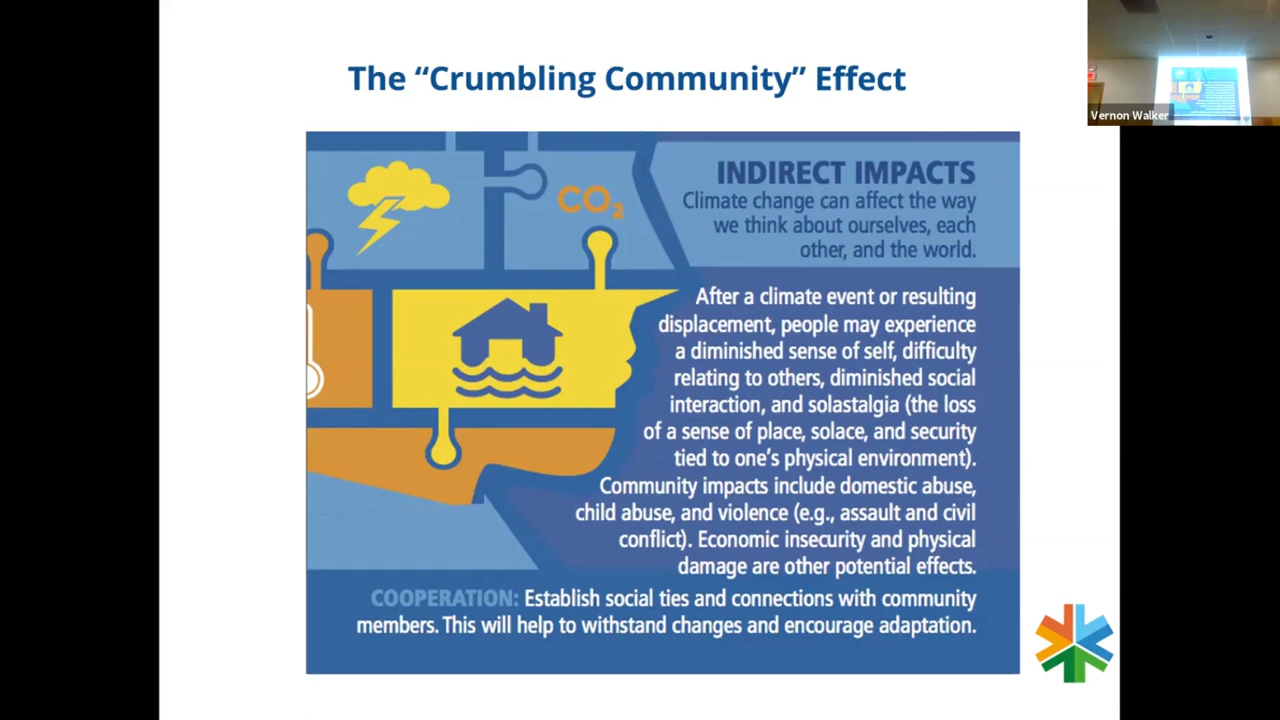 The “Crumbling Community” Effect
Vernon Walker
CO₂
INDIRECT IMPACTS
Climate change can affect the way
we think about ourselves, each
other, and the world.
After a climate event or resulting
displacement, people may experience
a diminished sense of self, difficulty
relating to others, diminished social
interaction, and solastalgia (the loss
of a sense of place, solace, and security
tied to one’s physical environment).
Community impacts include domestic abuse,
child abuse, and violence (e.g., assault and civil
conflict). Economic insecurity and physical
damage are other potential effects.
COOPERATION: Establish social ties and connections with community
members. This will help to withstand changes and encourage adaptation.